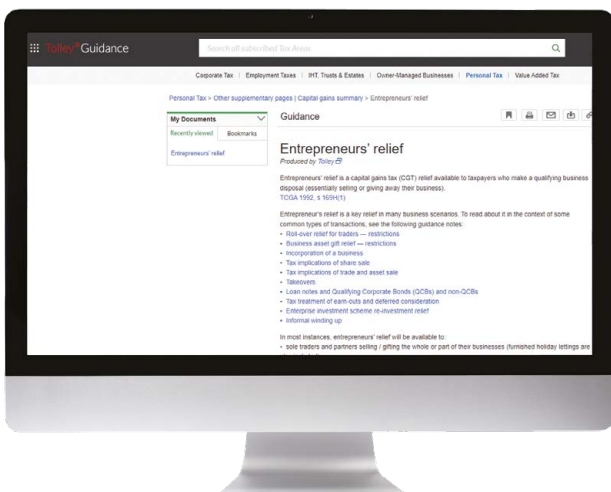 Tolley® Guidance
Search all subscribed Tax Areas
Corporate Tax | Employment Taxes | IHT, Trusts & Estates | Owner-Managed Businesses | Personal Tax | Value Added Tax
Personal Tax > Other supplementary pages | Capital gains summary > Entrepreneurs' relief
My Documents
Recently viewed
Bookmarks
Entrepreneurs' relief
Guidance
Entrepreneurs' relief
Produced by Tolley
Entrepreneurs' relief is a capital gains tax (CGT) relief available to taxpayers who make a qualifying business
disposal (essentially selling or giving away their business).
TCGA 1992, s 169H(1)
Entrepreneur's relief is a key relief in many business scenarios. To read about it in the context of some
common types of transactions, see the following guidance notes:
• Roll-over relief for traders — restrictions
• Business asset gift relief — restrictions
• Incorporation of a business
• Tax implications of share sale
• Tax implications of trade and asset sale
• Takeovers
• Loan notes and Qualifying Corporate Bonds (QCBs) and non-QCBs
• Tax treatment of earn-outs and deferred consideration
• Enterprise investment scheme re-investment relief
• Informal winding up
In most instances, entrepreneurs' relief will be available to:
• sole traders and partners selling / gifting the whole or part of their businesses (furnished holiday lettings are